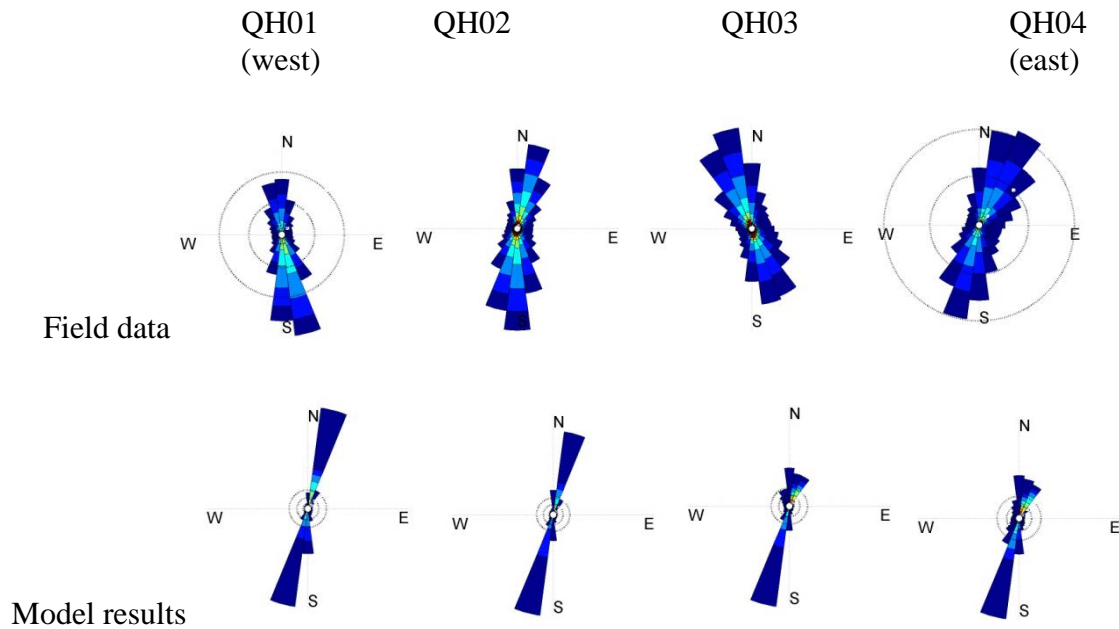 QH01 QH02 QH03 QH04
(west) (east)
N N N N
W E W E W E W E
S S S S
Field data
N N N N
W E W E W E W E
S S S S
Model results